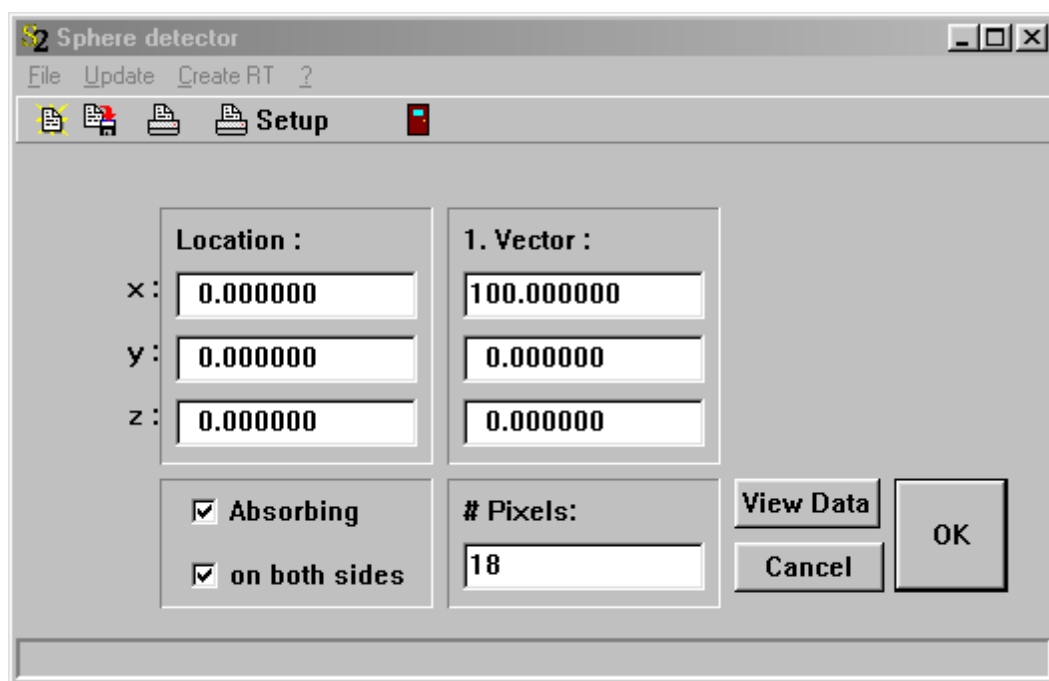 S2 Sphere detector
File Update Create RT ?
Setup
Location : 1. Vector :
x: 0.000000 100.000000
y: 0.000000 0.000000
z: 0.000000 0.000000
Absorbing # Pixels: View Data OK
on both sides 18 Cancel